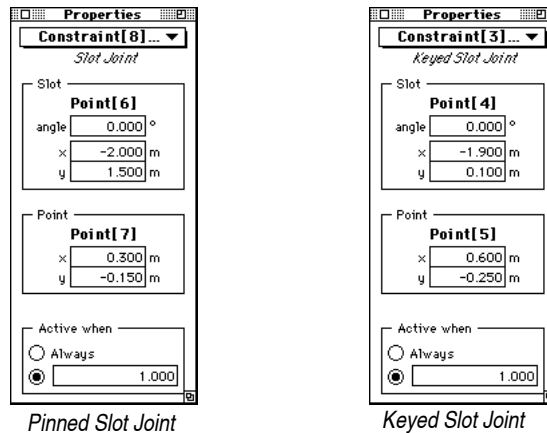 Properties
Constraint[8]...
Slot Joint
Slot
Point[6]
angle 0.000 °
x -2.000 m
y 1.500 m
Point
Point[7]
x 0.300 m
y -0.150 m
Active when
Always
1.000
Pinned Slot Joint
Properties
Constraint[3]...
Keyed Slot Joint
Slot
Point[4]
angle 0.000 °
x -1.900 m
y 0.100 m
Point
Point[5]
x 0.600 m
y -0.250 m
Active when
Always
1.000
Keyed Slot Joint